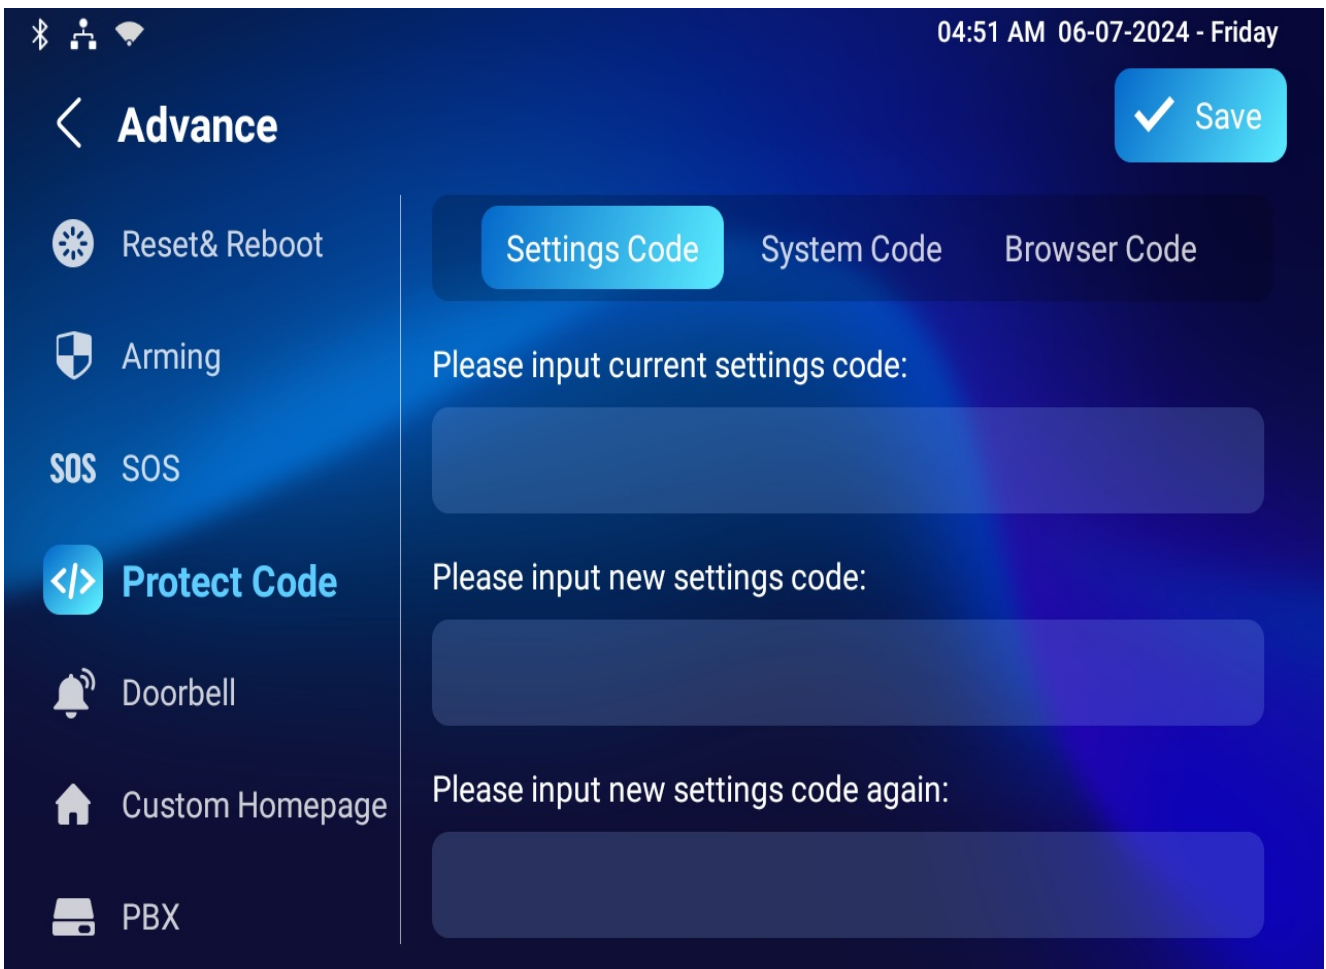 04:51 AM 06-07-2024 - Friday
Advance
Save
Reset& Reboot
Arming
SOS SOS
Protect Code
Doorbell
Custom Homepage
PBX
Settings Code System Code Browser Code
Please input current settings code:
Please input new settings code:
Please input new settings code again: